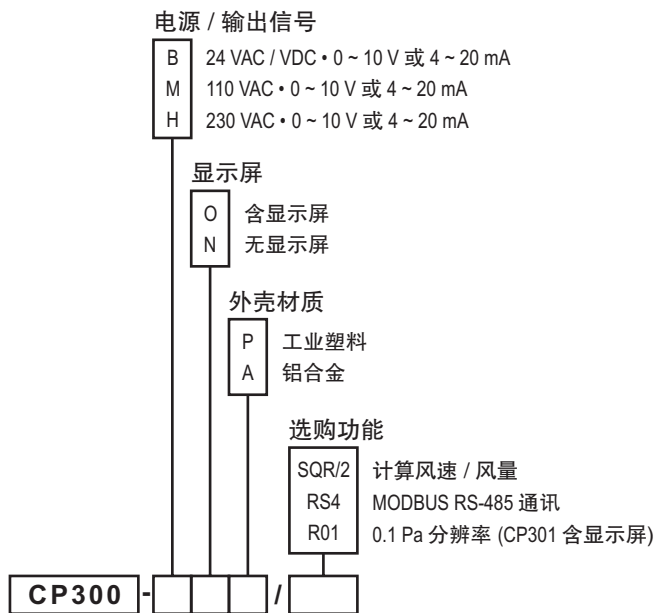 电源 / 输出信号
B 24 VAC / VDC • 0 ~ 10 V 或 4 ~ 20 mA
M 110 VAC • 0 ~ 10 V 或 4 ~ 20 mA
H 230 VAC • 0 ~ 10 V 或 4 ~ 20 mA
显示屏
O 含显示屏
N 无显示屏
外壳材质
P 工业塑料
A 铝合金
选购功能
SQR/2 计算风速 / 风量
RS4 MODBUS RS-485 通讯
R01 0.1 Pa 分辨率 (CP301 含显示屏)
CP300 - /